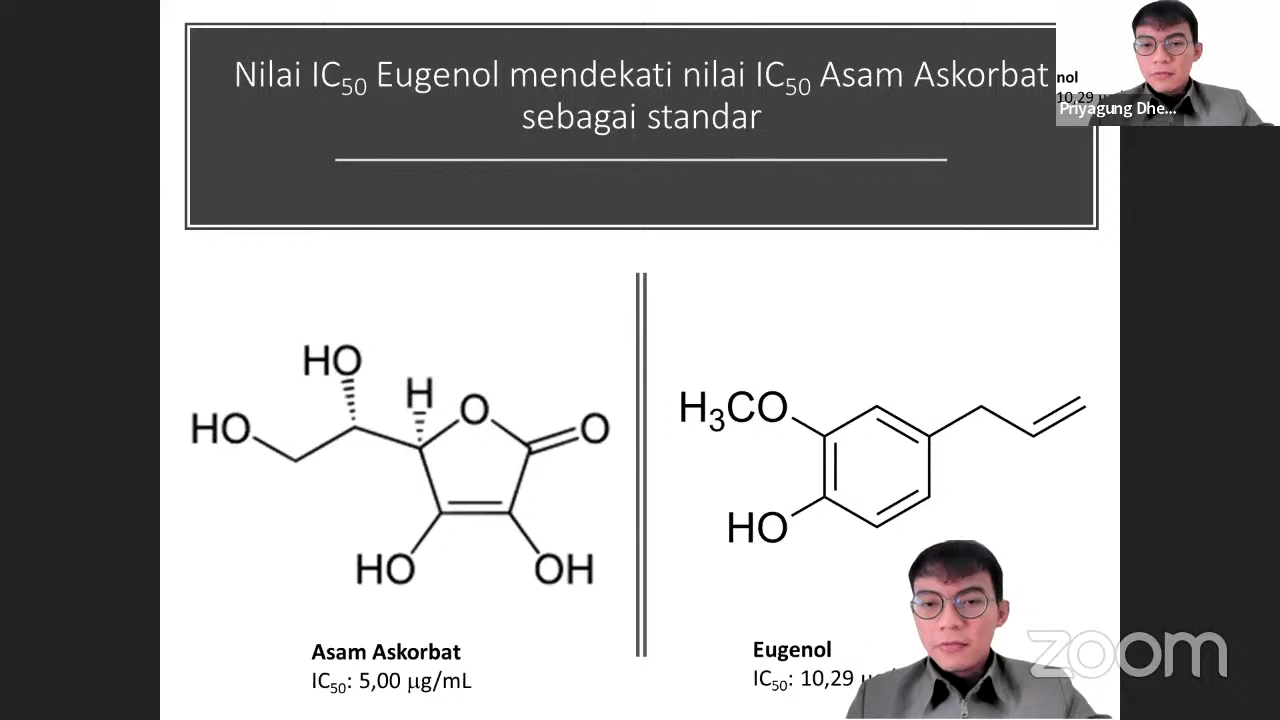 Nilai IC50 Eugenol mendekati nilai IC50 Asam Askorbat
sebagai standar
nol
10,29
Priyagung Dhe...
HO
H
HO
O
O
HO
OH
H3CO
HO
Asam Askorbat
IC50: 5,00 µg/mL
Eugenol
IC50: 10,29
zoom